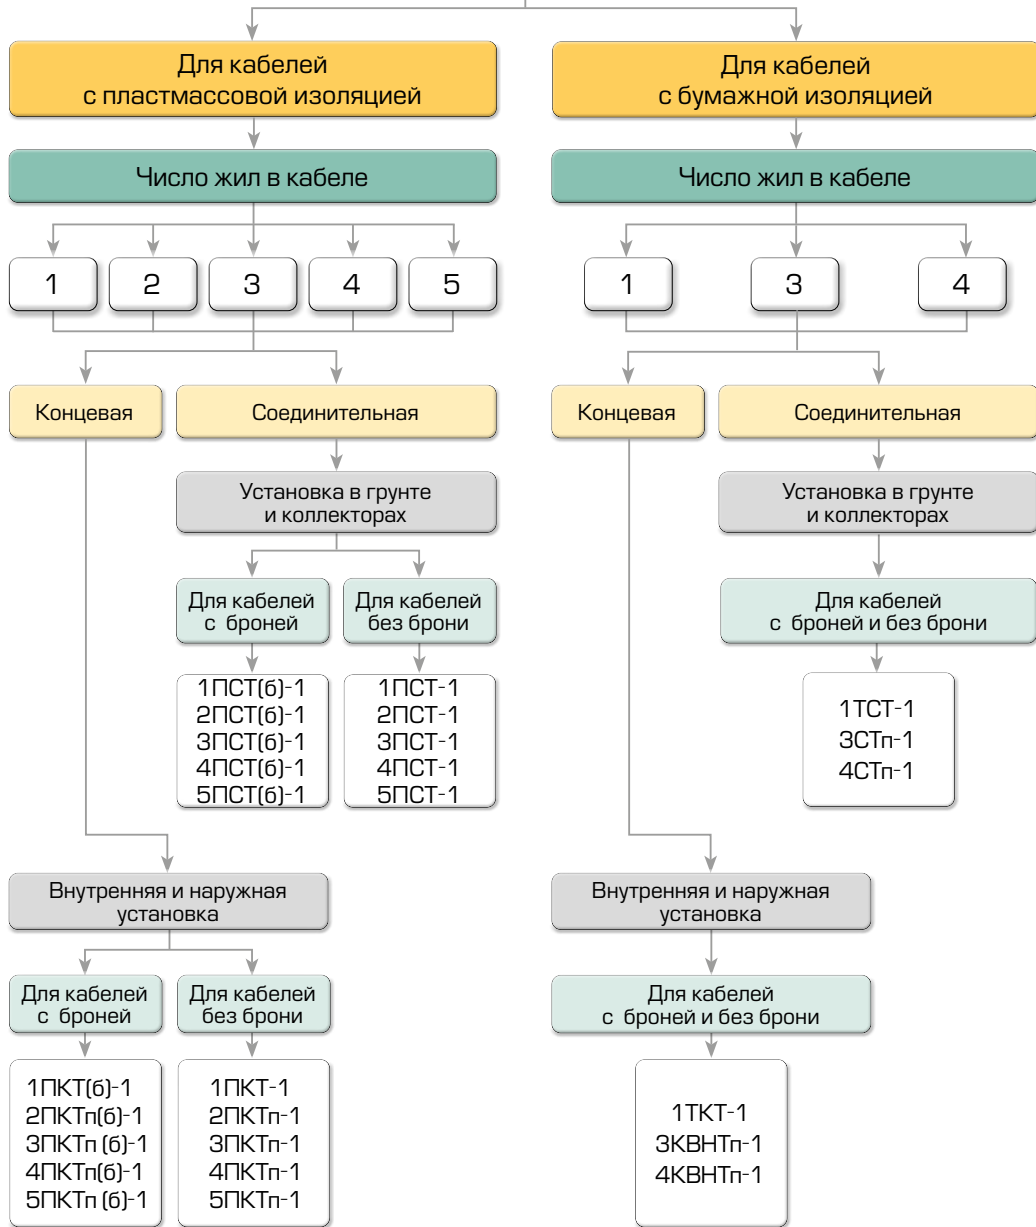 Для кабелей
с пластмассовой изоляцией
Число жил в кабеле
1
2
3
4
5
Концевая
Соединительная
Установка в грунте
и коллекторах
Для кабелей
с броней
Для кабелей
без брони
1ПСТ(б)-1
2ПСТ(б)-1
3ПСТ(б)-1
4ПСТ(б)-1
5ПСТ(б)-1
1ПСТ-1
2ПСТ-1
3ПСТ-1
4ПСТ-1
5ПСТ-1
Внутренняя и наружная
установка
Для кабелей
с броней
Для кабелей
без брони
1ПКТ(б)-1
2ПКТп(б)-1
3ПКТп (б)-1
4ПКТп(б)-1
5ПКТп (б)-1
1ПКТ-1
2ПКТп-1
3ПКТп-1
4ПКТп-1
5ПКТп-1
Для кабелей
с бумажной изоляцией
Число жил в кабеле
1
3
4
Концевая
Соединительная
Установка в грунте
и коллекторах
Для кабелей
с броней и без брони
1ТСТ-1
3СТп-1
4СТп-1
Внутренняя и наружная
установка
Для кабелей
с броней и без брони
1ТКТ-1
3КВНТп-1
4КВНТп-1